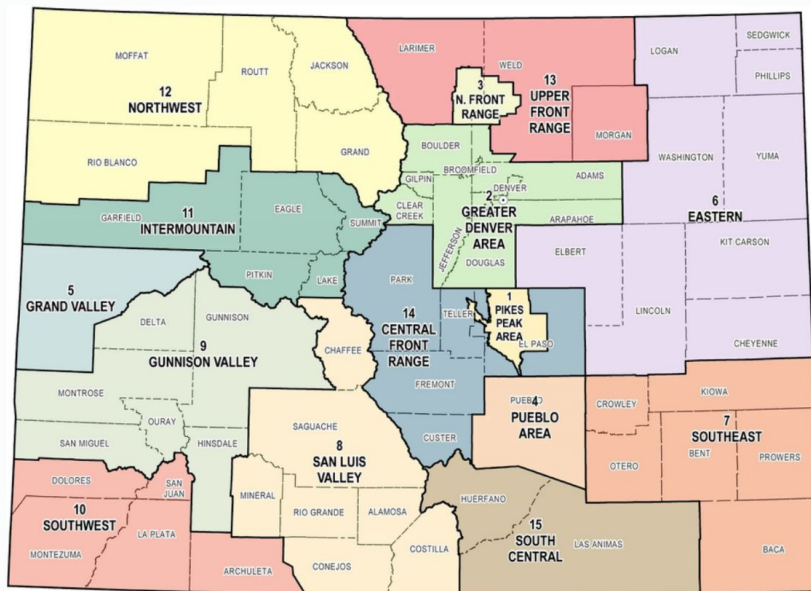 MOFFAT
ROUTT
JACKSON
LARIMER
WELD
LOGAN
SEDGWICK
PHILLIPS
12
NORTHWEST
3
N. FRONT
RANGE
13
UPPER
FRONT
RANGE
MORGAN
RIO BLANCO
GRAND
BOULDER
BROOMFIELD
WASHINGTON
YUMA
GILPIN
DENVER
ADAMS
CLEAR
CREEK
2
GREATER
DENVER
AREA
ARAPAHOE
JEFFERSON
DOUGLAS
6
EASTERN
GARFIELD
11
INTERMOUNTAIN
EAGLE
SUMMIT
PITKIN
LAKE
ELBERT
KIT CARSON
LINCOLN
CHEYENNE
5
GRAND VALLEY
PARK
TELLER
1
PIKES
PEAK
AREA
EL PASO
14
CENTRAL
FRONT
RANGE
DELTA
GUNNISON
9
GUNNISON VALLEY
CHAFFEE
FREMONT
CUSTER
MONTROSE
OURAY
SAN MIGUEL
HINSDALE
SAGUACHE
8
SAN LUIS
VALLEY
PUEBLO
4
PUEBLO
AREA
CROWLEY
KIOWA
7
SOUTHEAST
OTERO
BENT
PROWERS
DOLORES
SAN
JUAN
10
SOUTHWEST
MONTEZUMA
LA PLATA
ARCHULETA
MINERAL
RIO GRANDE
ALAMOSA
CONEJOS
COSTILLA
HUERFANO
15
SOUTH
CENTRAL
LAS ANIMAS
BACA